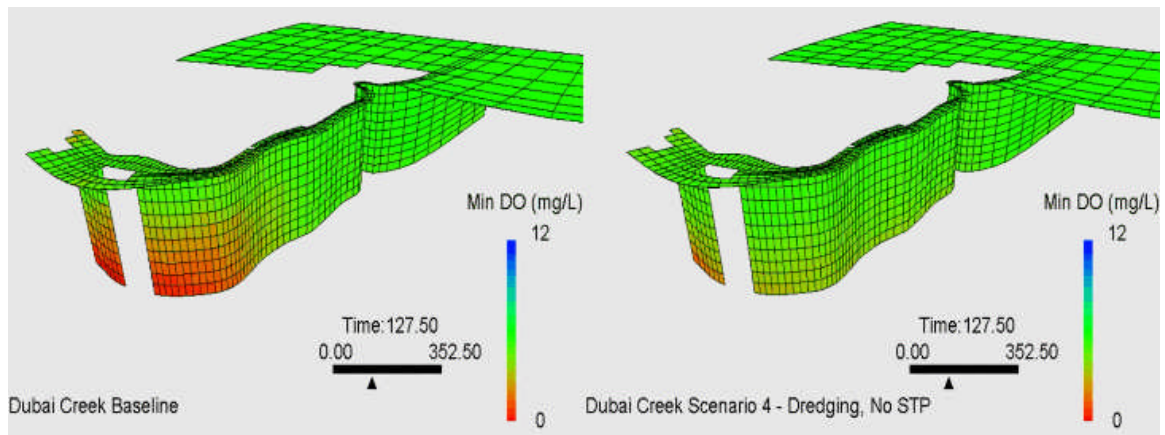 Min DO (mg/L)
12
Time:127.50
0.00 352.50
0
Dubai Creek Baseline
Min DO (mg/L)
12
Time:127.50
0.00 352.50
0
Dubai Creek Scenario 4 - Dredging, No STP